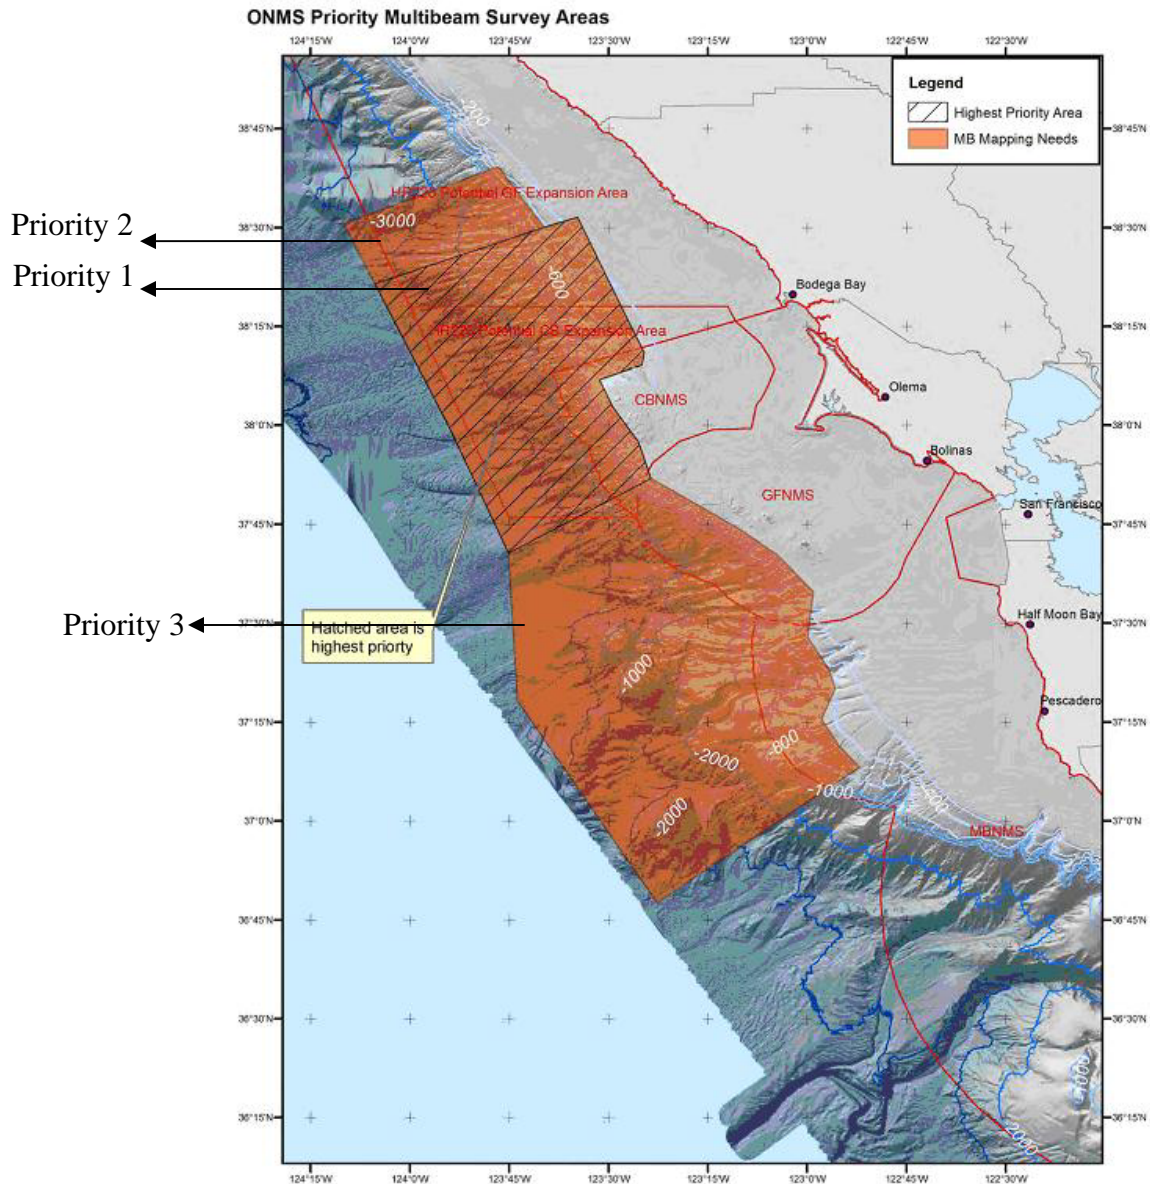 ONMS Priority Multibeam Survey Areas
124°15'W 124°0'W 123°45'W 123°30'W 123°15'W 123°0'W 122°45'W 122°30'W
Legend
Highest Priority Area
MB Mapping Needs
38°45'N
38°45'N
-200
Potential GF Expansion Area
-3000
Priority 2
38°30'N
38°30'N
Priority 1
-600
Bodega Bay
38°15'N
38°15'N
Potential CB Expansion Area
Olema
CBNMS
38°0'N
38°0'N
Bolinas
GFNMS
San Francisco
37°45'N
37°45'N
Priority 3
Hatched area is
highest priorty
Half Moon Bay
37°30'N
37°30'N
-1000
Pescadero
37°15'N
37°15'N
-800
-2000
-1000
-2000
37°0'N
37°0'N
MBNMS
36°45'N
36°45'N
36°30'N
36°30'N
-1000
36°15'N
36°15'N
-2000
124°15'W 124°0'W 123°45'W 123°30'W 123°15'W 123°0'W 122°45'W 122°30'W